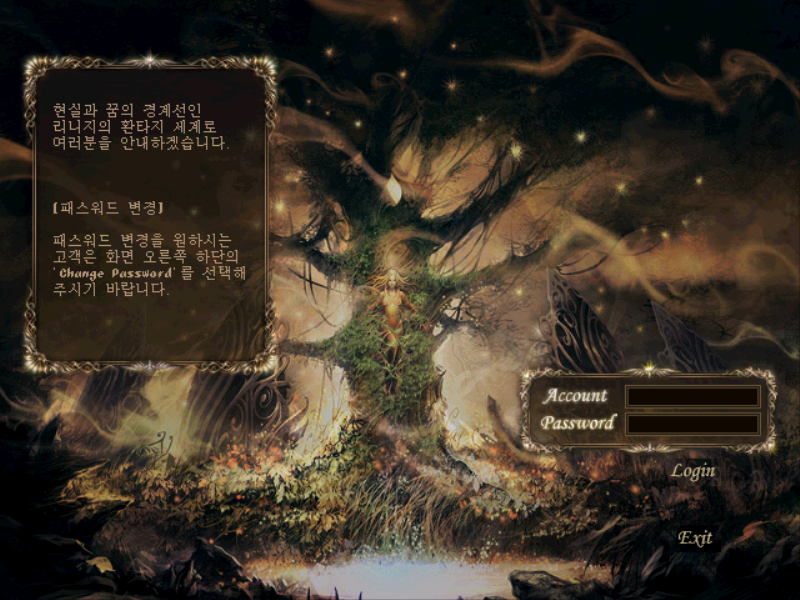 현실과 꿈의 경계선인
리니지의 환타지 세계로
여러분을 안내하겠습니다.
[패스워드 변경]
패스워드 변경을 원하시는
고객은 화면 오른쪽 하단의
'Change Password'를 선택해
주시기 바랍니다.
Account
Password
Login
Exit